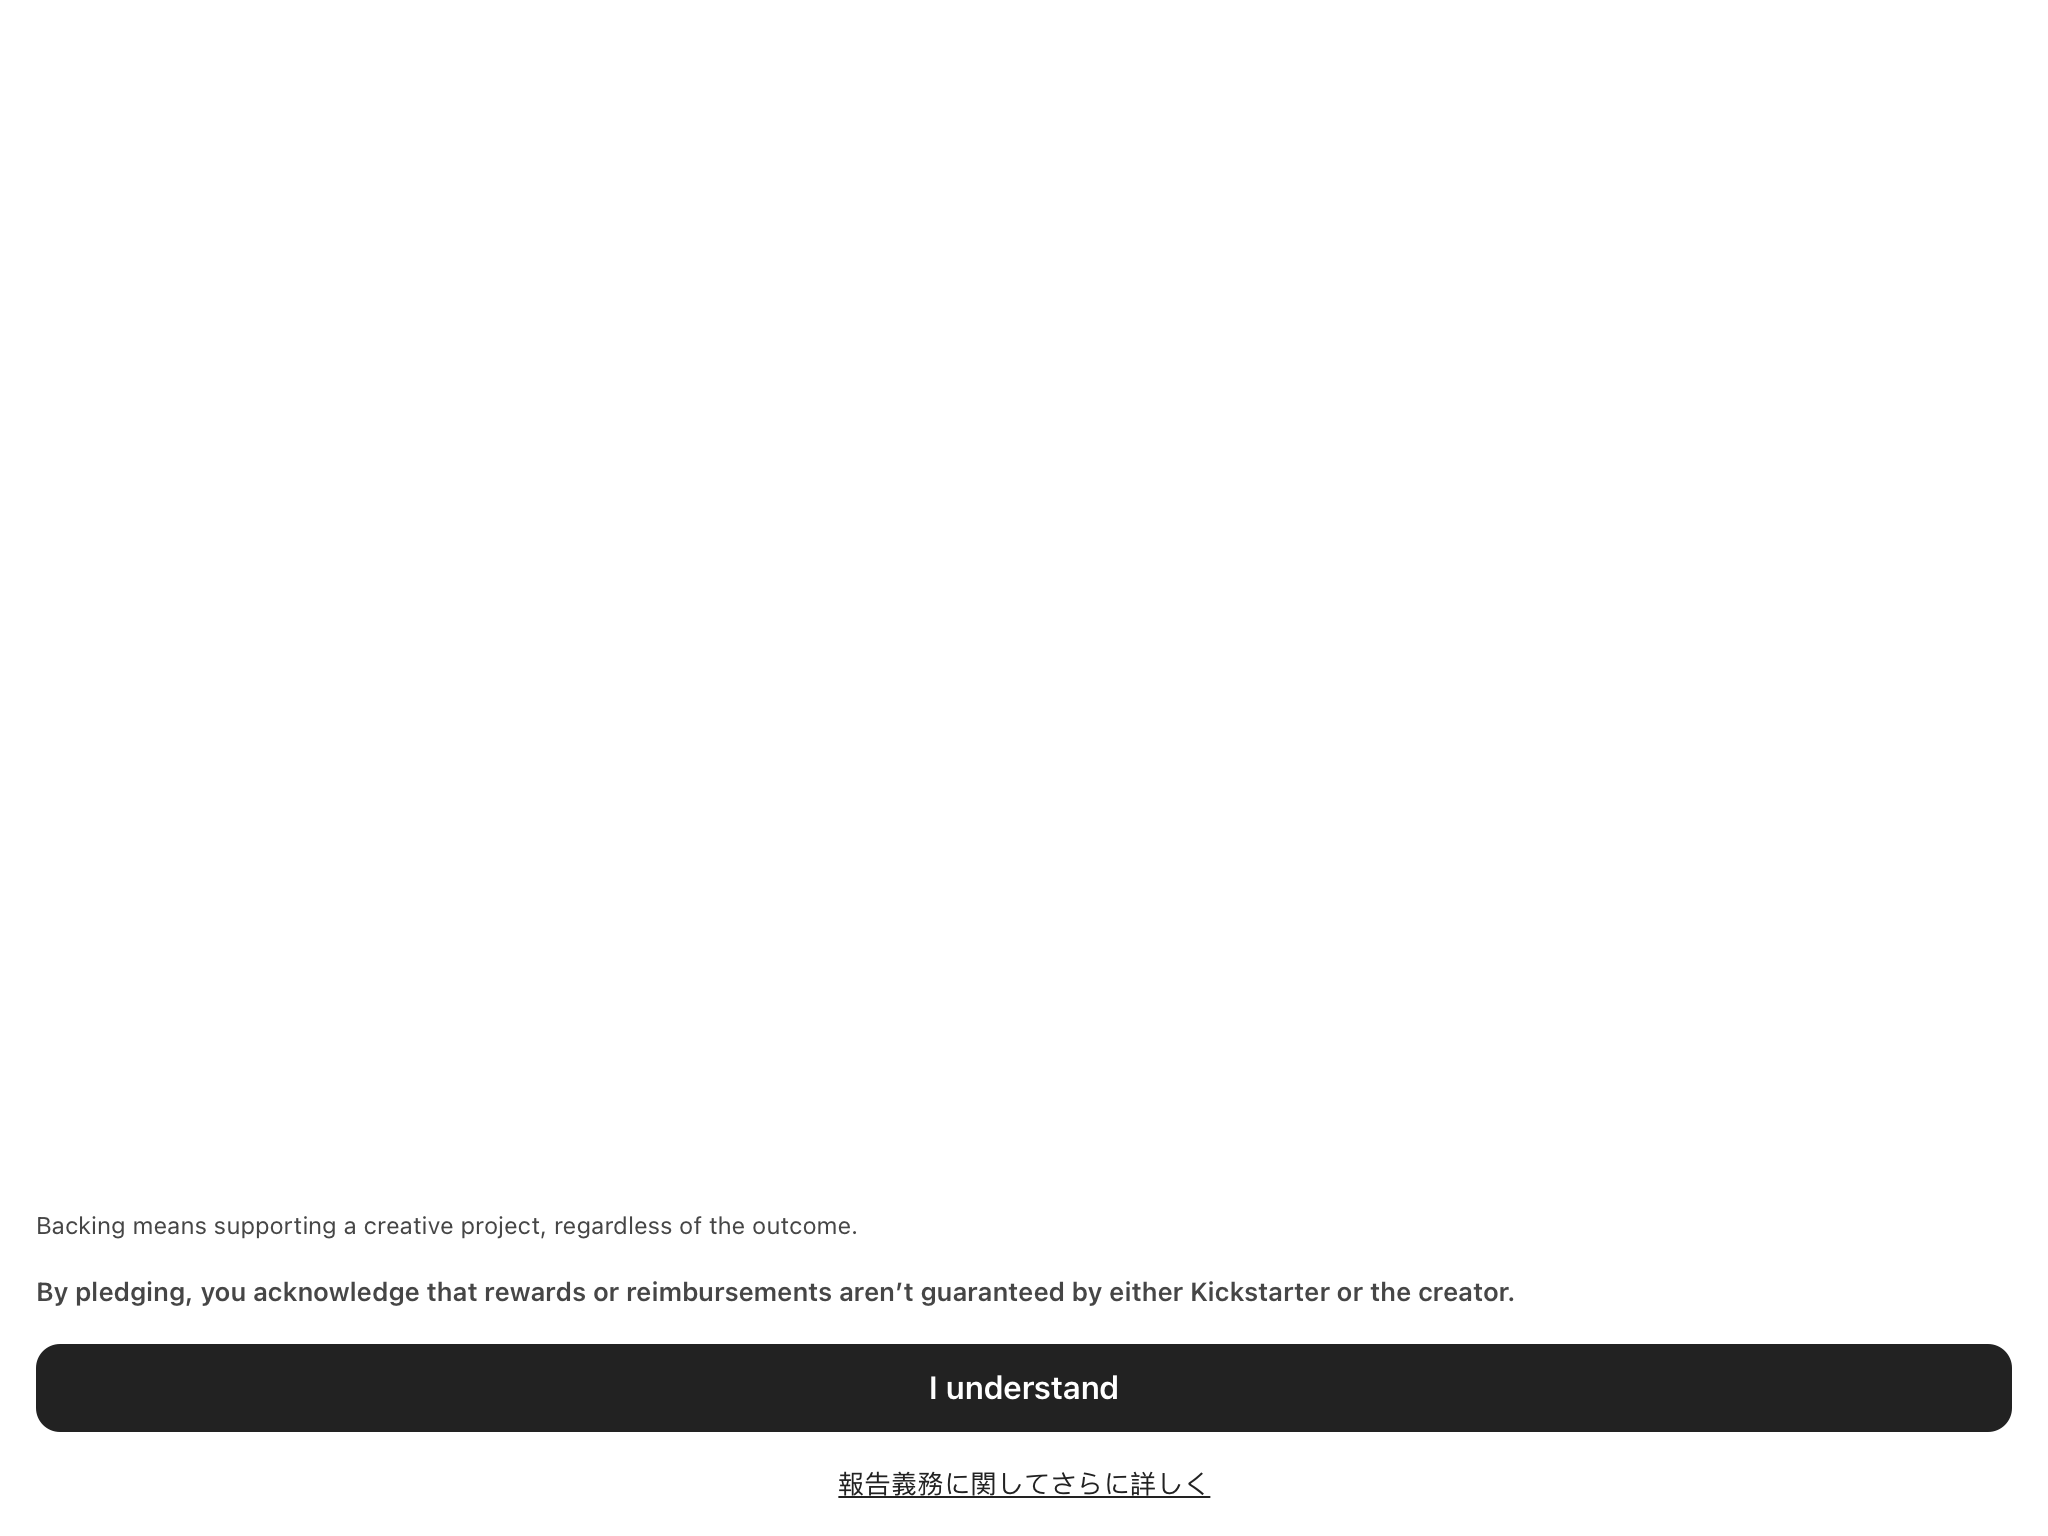 Backing means supporting a creative project, regardless of the outcome.
By pledging, you acknowledge that rewards or reimbursements aren’t guaranteed by either Kickstarter or the creator.
I understand
報告義務に関してさらに詳しく